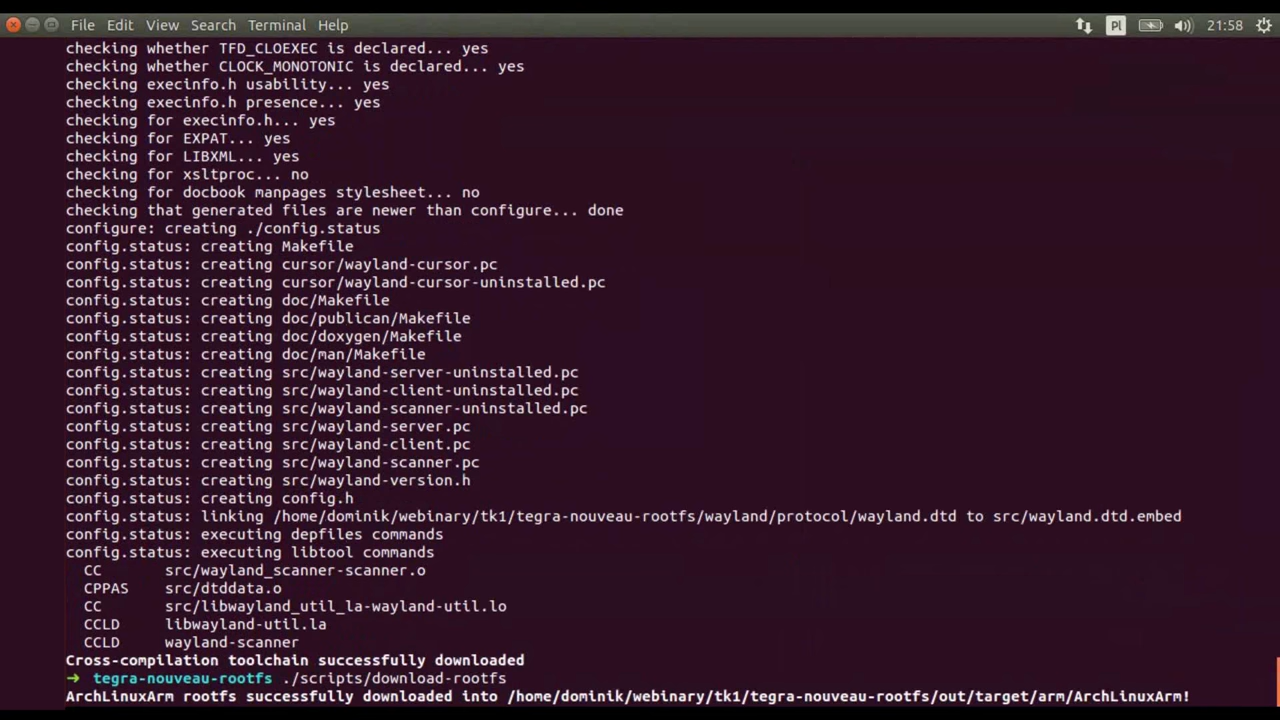 File Edit View Search Terminal Help Pl 21:58
checking whether TFD_CLOEXEC is declared... yes
checking whether CLOCK_MONOTONIC is declared... yes
checking execinfo.h usability... yes
checking execinfo.h presence... yes
checking for execinfo.h... yes
checking for EXPAT... yes
checking for LIBXML... yes
checking for xsltproc... no
checking for docbook manpages stylesheet... no
checking that generated files are newer than configure... done
configure: creating ./config.status
config.status: creating Makefile
config.status: creating cursor/wayland-cursor.pc
config.status: creating cursor/wayland-cursor-uninstalled.pc
config.status: creating doc/Makefile
config.status: creating doc/publican/Makefile
config.status: creating doc/doxygen/Makefile
config.status: creating doc/man/Makefile
config.status: creating src/wayland-server-uninstalled.pc
config.status: creating src/wayland-client-uninstalled.pc
config.status: creating src/wayland-scanner-uninstalled.pc
config.status: creating src/wayland-server.pc
config.status: creating src/wayland-client.pc
config.status: creating src/wayland-scanner.pc
config.status: creating src/wayland-version.h
config.status: creating config.h
config.status: linking /home/dominik/webinary/tk1/tegra-nouveau-rootfs/wayland/protocol/wayland.dtd to src/wayland.dtd.embed
config.status: executing depfiles commands
config.status: executing libtool commands
CC src/wayland_scanner-scanner.o
CPPAS src/dtddata.o
CC src/libwayland_util_la-wayland-util.lo
CCLD libwayland-util.la
CCLD wayland-scanner
Cross-compilation toolchain successfully downloaded
➜ tegra-nouveau-rootfs ./scripts/download-rootfs
ArchLinuxArm rootfs successfully downloaded into /home/dominik/webinary/tk1/tegra-nouveau-rootfs/out/target/arm/ArchLinuxArm!